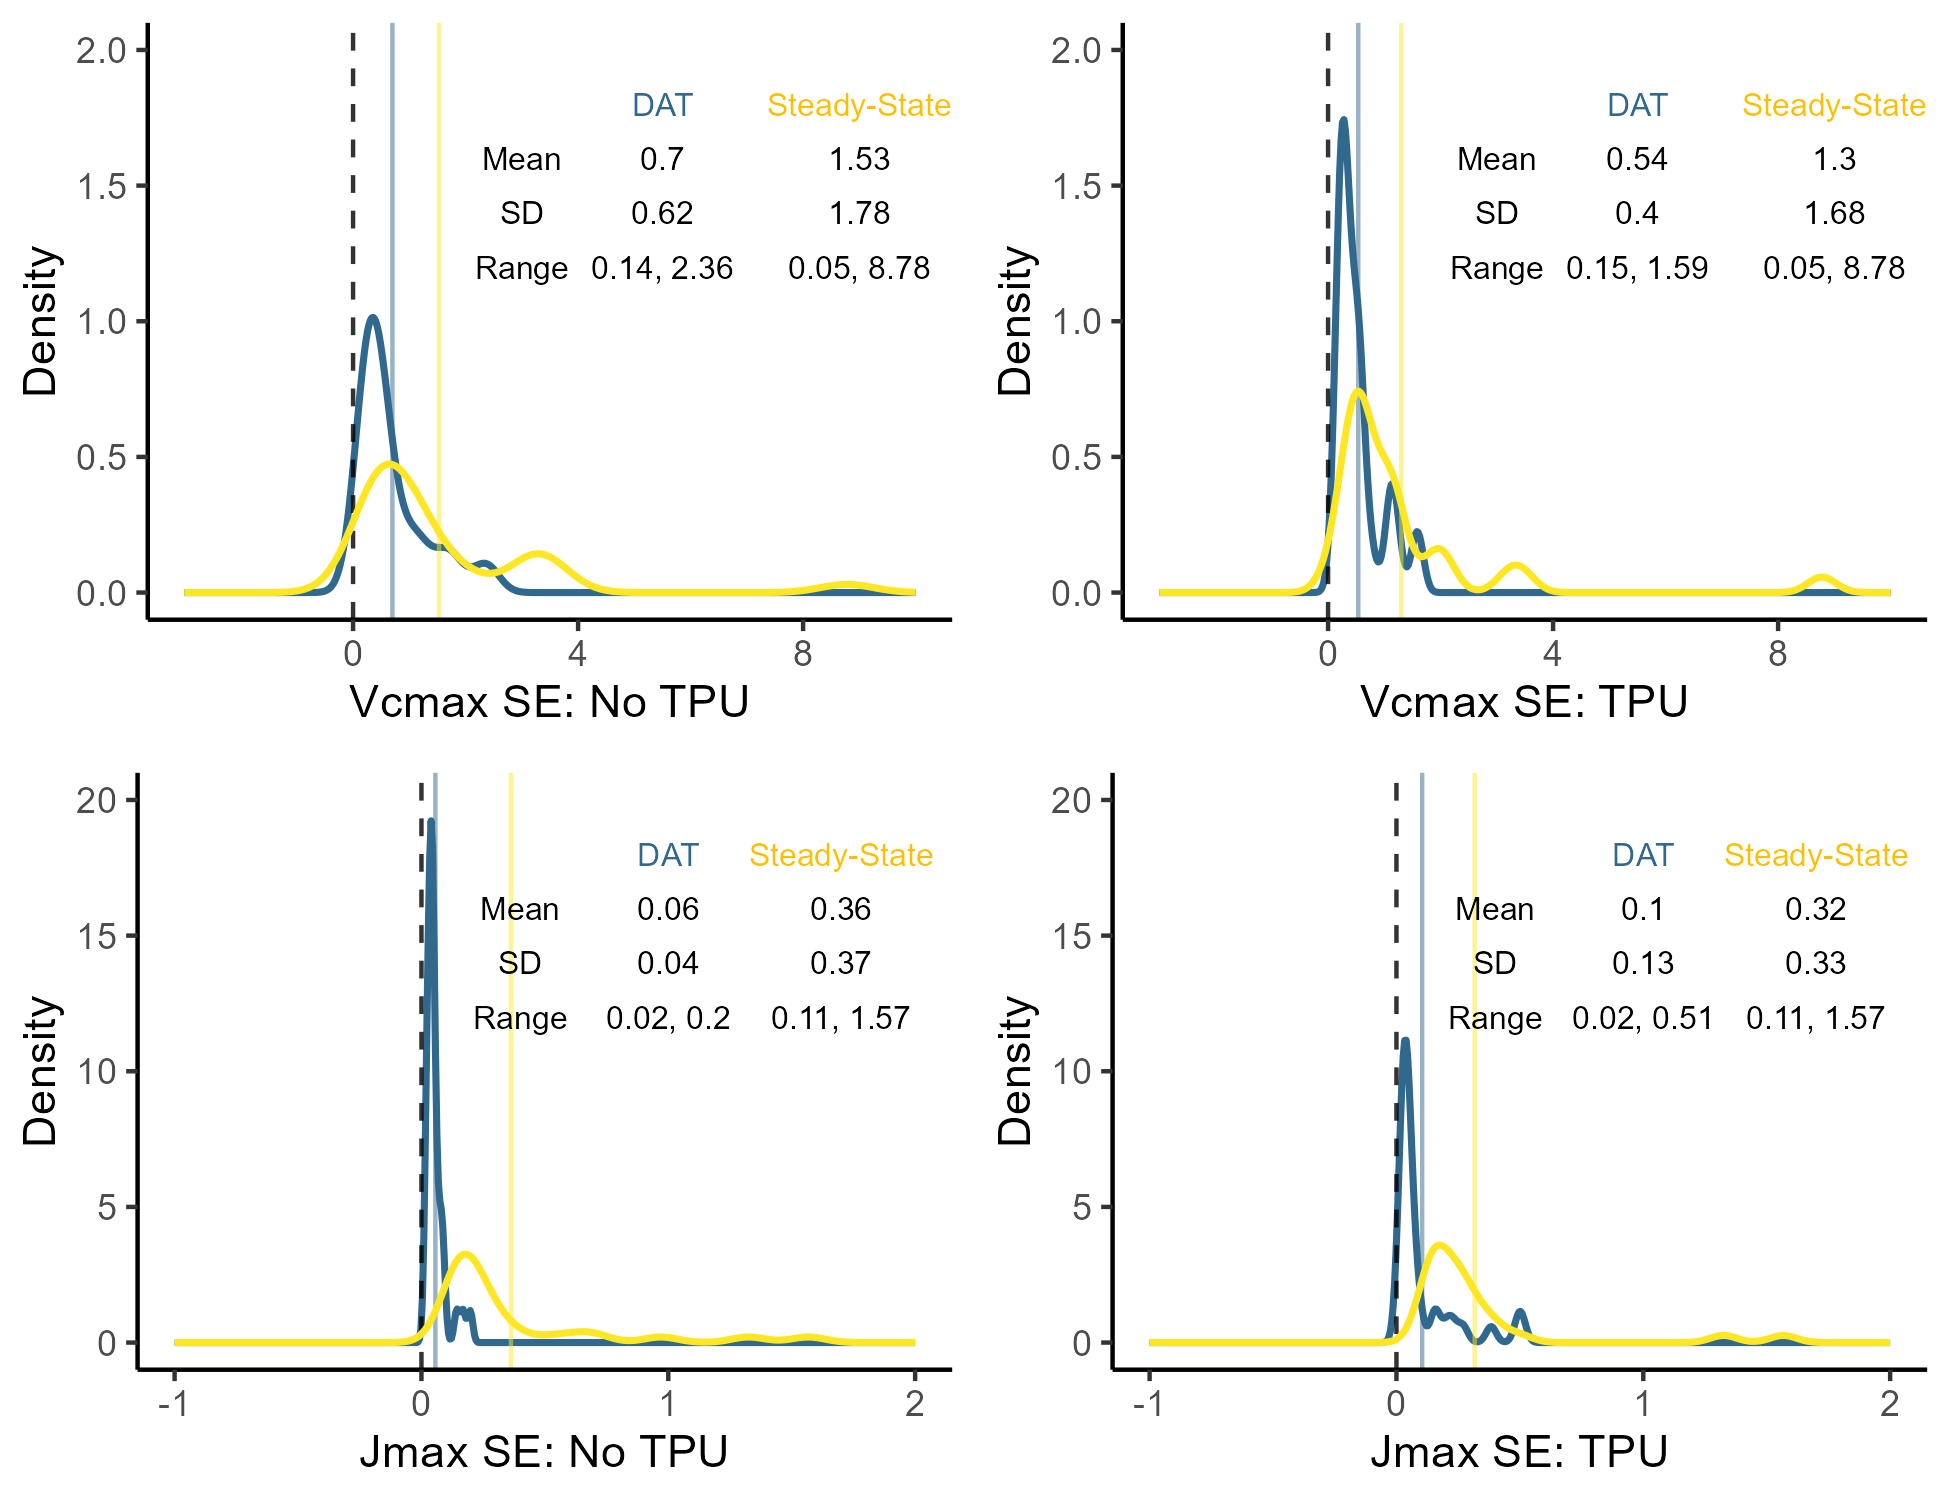 2.0
1.5
1.0
0.5
0.0
Density
DAT Steady-State
Mean 0.7 1.53
SD 0.62 1.78
Range 0.14, 2.36 0.05, 8.78
0 4 8
Vcmax SE: No TPU
2.0
1.5
1.0
0.5
0.0
Density
DAT Steady-State
Mean 0.54 1.3
SD 0.4 1.68
Range 0.15, 1.59 0.05, 8.78
0 4 8
Vcmax SE: TPU
20
15
10
5
0
Density
DAT Steady-State
Mean 0.06 0.36
SD 0.04 0.37
Range 0.02, 0.2 0.11, 1.57
-1 0 1 2
Jmax SE: No TPU
20
15
10
5
0
Density
DAT Steady-State
Mean 0.1 0.32
SD 0.13 0.33
Range 0.02, 0.51 0.11, 1.57
-1 0 1 2
Jmax SE: TPU